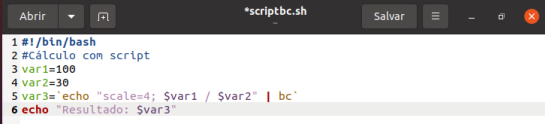 Abrir
*scriptbc.sh
Salvar
1 #!/bin/bash
2 #Cálculo com script
3 var1=100
4 var2=30
5 var3=`echo "scale=4; $var1 / $var2" | bc`
6 echo "Resultado: $var3"